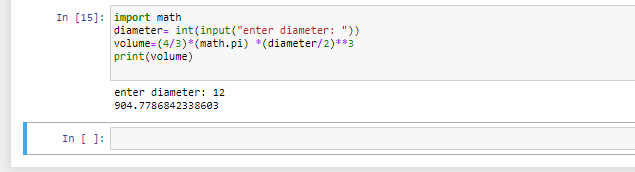 In [15]: import math
diameter= int(input("enter diameter: "))
volume=(4/3)*(math.pi) *(diameter/2)**3
print(volume)
enter diameter: 12
904.7786842338603
In [ ]: